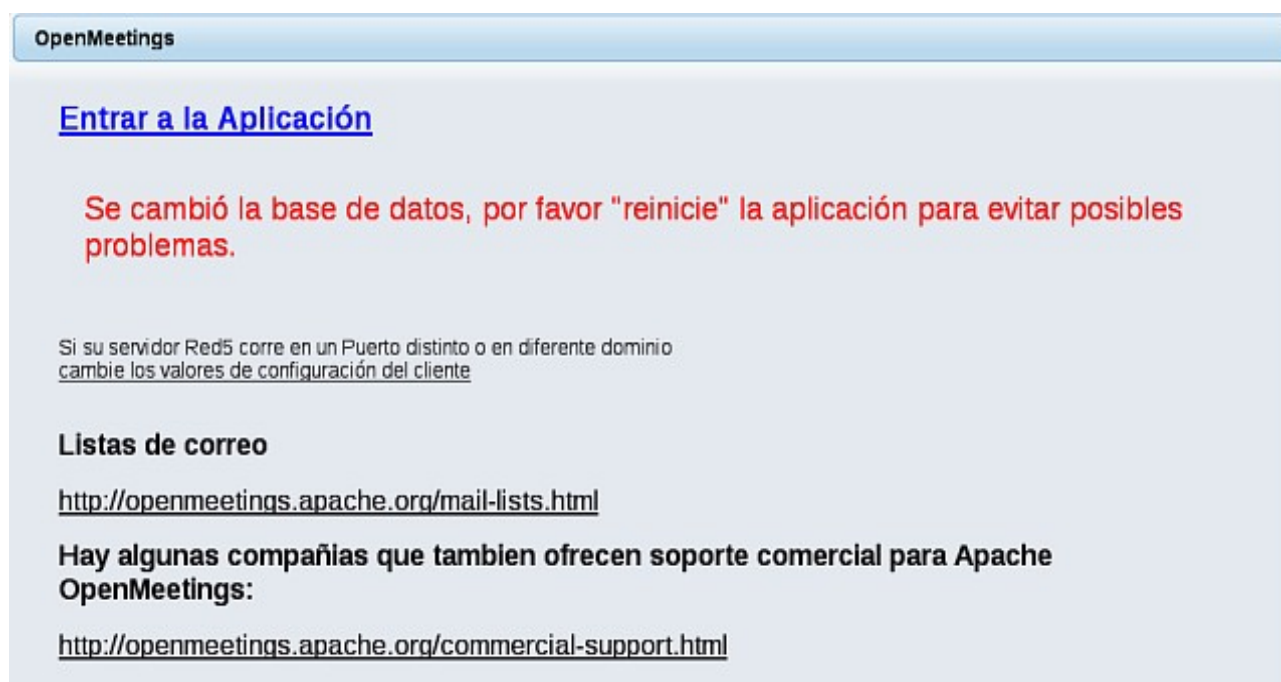 OpenMeetings
Entrar a la Aplicación
Se cambió la base de datos, por favor "reinicie" la aplicación para evitar posibles
problemas.
Si su servidor Red5 corre en un Puerto distinto o en diferente dominio
cambie los valores de configuración del cliente
Listas de correo
http://openmeetings.apache.org/mail-lists.html
Hay algunas compañias que tambien ofrecen soporte comercial para Apache
OpenMeetings:
http://openmeetings.apache.org/commercial-support.html